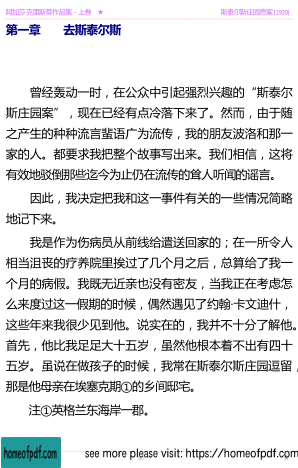 阿加莎·克里斯蒂作品集 - 上卷 ★ 斯泰尔斯庄园奇案 (1920)
第一章 去斯泰尔斯
曾经轰动一时，在公众中引起强烈兴趣的“斯泰尔
斯庄园案”，现在已经有点冷落下来了。然而，由于随
之产生的种种流言蜚语广为流传，我的朋友波洛和那一
家的人。都要求我把整个故事写出来。我们相信，这将
有效地驳倒那些迄今为止仍在流传的耸人听闻的谣言。
因此，我决定把我和这一事件有关的一些情况简略
地记下来。
我是作为伤病员从前线给遣送回家的；在一所令人
相当沮丧的疗养院里挨过了几个月之后，总算给了我一
个月的病假。我既无近亲也没有密友，当我正在考虑怎
么来度过这一假期的时候，偶然遇见了约翰·卡文迪什，
这些年来我很少见到他。说实在的，我并不十分了解他。
首先，他比我足足大十五岁，虽然他根本着不出有四十
五岁。虽说在做孩子的时候，我常在斯泰尔斯庄园逗留，
那是他母亲在埃塞克期①的乡间邸宅。
注①英格兰东海岸一郡。
homeofpdf.com see more please visit: https://homeofpdf.com